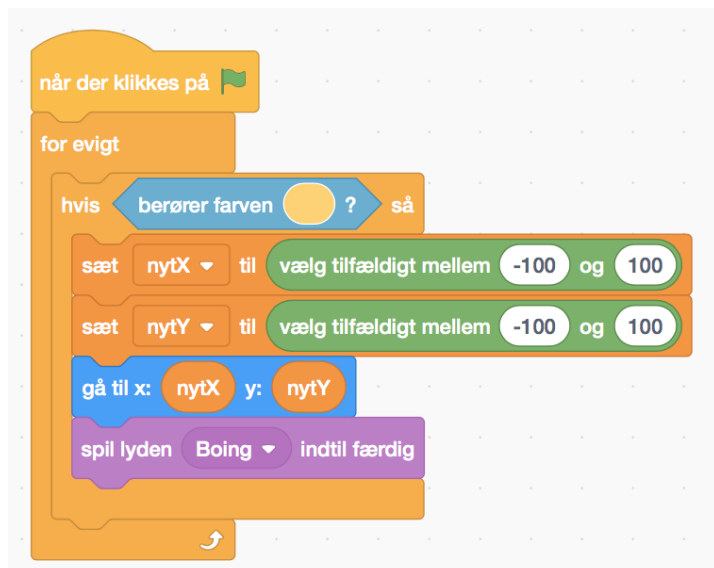 når der klikkes på
for evigt
hvis berører farven ? så
sæt nytX til vælg tilfældigt mellem -100 og 100
sæt nytY til vælg tilfældigt mellem -100 og 100
gå til x: nytX y: nytY
spil lyden Boing indtil færdig